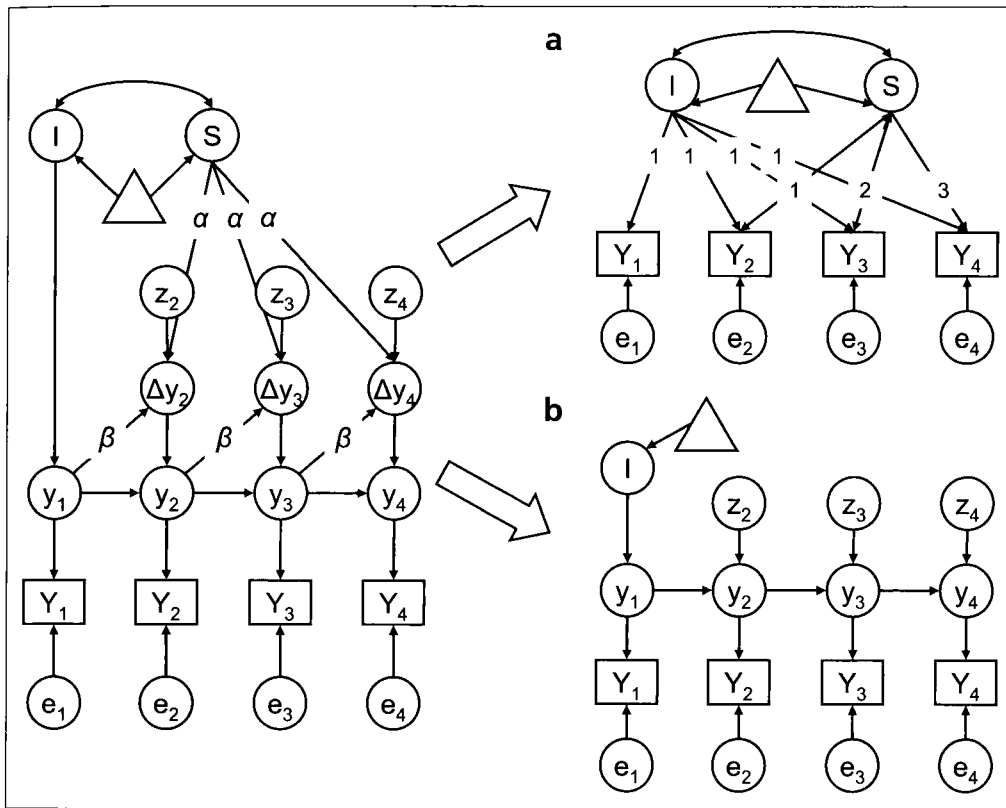 I S
α α α
z₂ z₃ z₄
Δy₂ Δy₃ Δy₄
β β β
y₁ y₂ y₃ y₄
Y₁ Y₂ Y₃ Y₄
e₁ e₂ e₃ e₄
a
I S
1 1 1 1
1 2 3
Y₁ Y₂ Y₃ Y₄
e₁ e₂ e₃ e₄
b
I
z₂ z₃ z₄
y₁ y₂ y₃ y₄
Y₁ Y₂ Y₃ Y₄
e₁ e₂ e₃ e₄